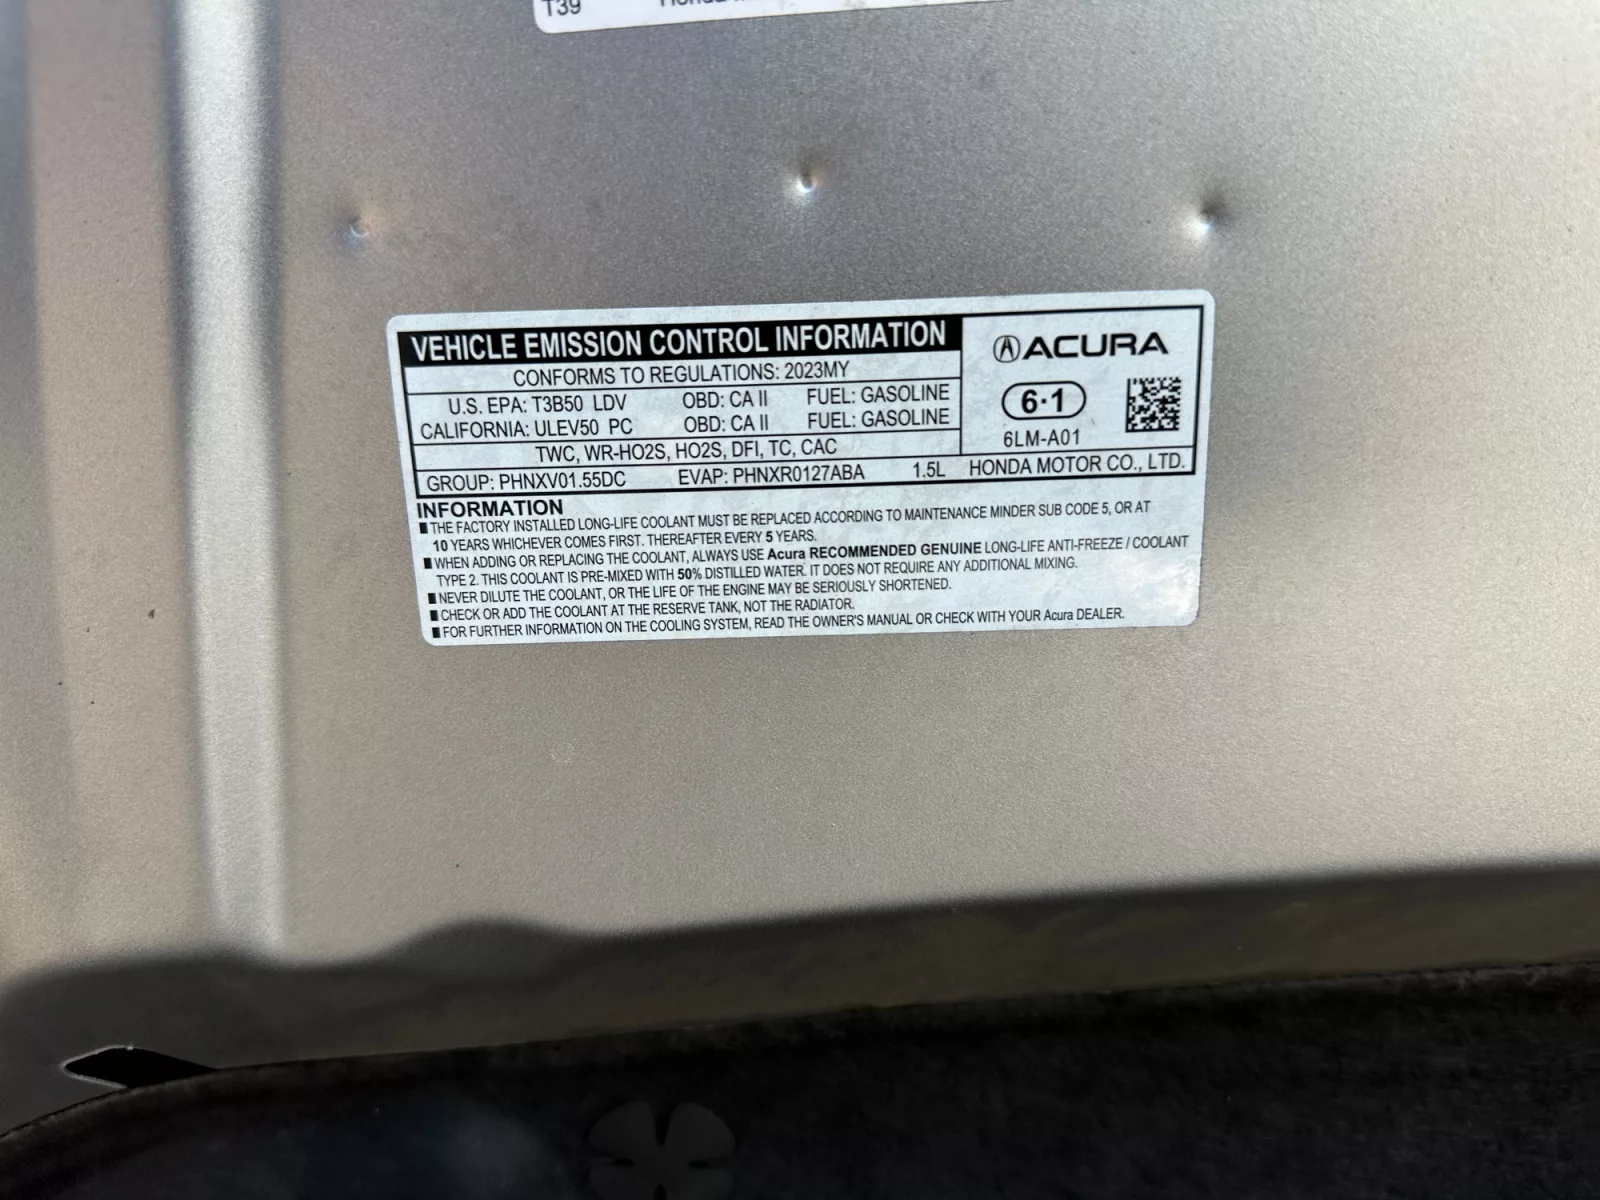 T39 Honda
VEHICLE EMISSION CONTROL INFORMATION
CONFORMS TO REGULATIONS: 2023MY
U.S. EPA: T3B50 LDV OBD: CA II FUEL: GASOLINE
CALIFORNIA: ULEV50 PC OBD: CA II FUEL: GASOLINE
TWC, WR-HO2S, HO2S, DFI, TC, CAC
GROUP: PHNXV01.55DC EVAP: PHNXR0127ABA 1.5L
ACURA
6·1
6LM-A01
HONDA MOTOR CO., LTD.
INFORMATION
■ THE FACTORY INSTALLED LONG-LIFE COOLANT MUST BE REPLACED ACCORDING TO MAINTENANCE MINDER SUB CODE 5, OR AT
10 YEARS WHICHEVER COMES FIRST. THEREAFTER EVERY 5 YEARS.
■ WHEN ADDING OR REPLACING THE COOLANT, ALWAYS USE Acura RECOMMENDED GENUINE LONG-LIFE ANTI-FREEZE / COOLANT
TYPE 2. THIS COOLANT IS PRE-MIXED WITH 50% DISTILLED WATER. IT DOES NOT REQUIRE ANY ADDITIONAL MIXING.
■ NEVER DILUTE THE COOLANT, OR THE LIFE OF THE ENGINE MAY BE SERIOUSLY SHORTENED.
■ CHECK OR ADD THE COOLANT AT THE RESERVE TANK, NOT THE RADIATOR.
■ FOR FURTHER INFORMATION ON THE COOLING SYSTEM, READ THE OWNER'S MANUAL OR CHECK WITH YOUR Acura DEALER.